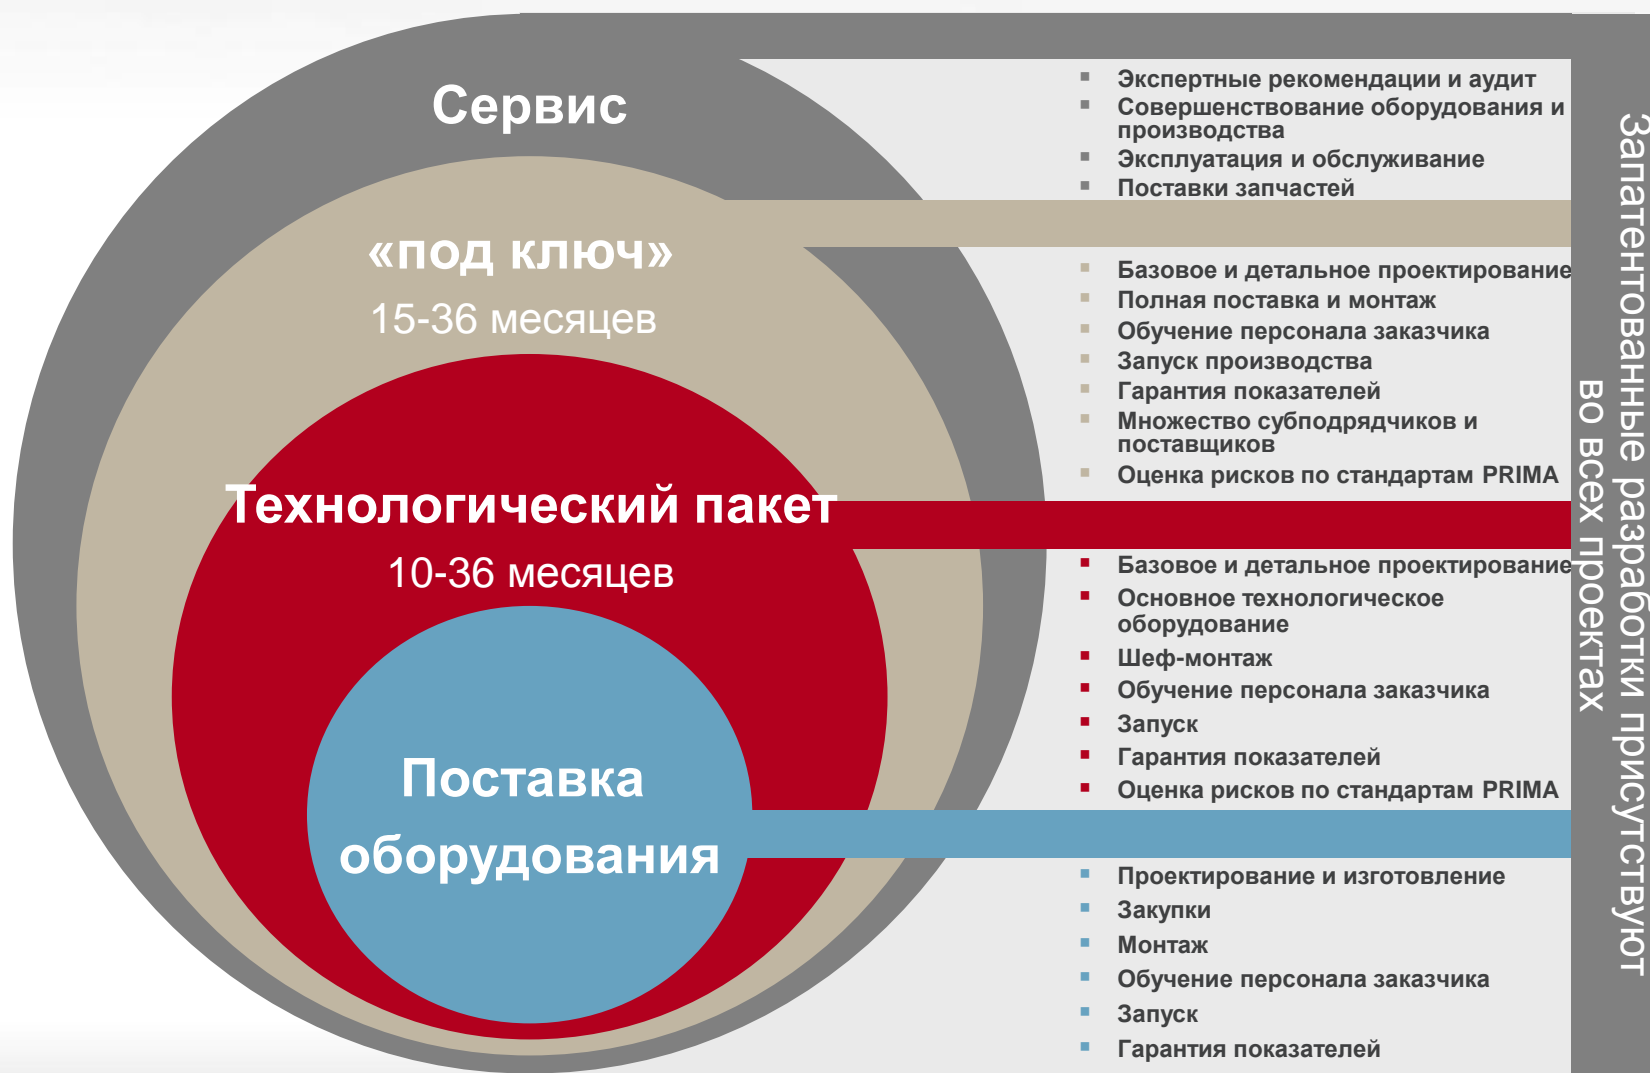 Сервис
«под ключ»
15-36 месяцев
Технологический пакет
10-36 месяцев
Поставка
оборудования
Экспертные рекомендации и аудит
Совершенствование оборудования и
производства
Эксплуатация и обслуживание
Поставки запчастей
Базовое и детальное проектирование
Полная поставка и монтаж
Обучение персонала заказчика
Запуск производства
Гарантия показателей
Множество субподрядчиков и
поставщиков
Оценка рисков по стандартам PRIMA
Базовое и детальное проектирование
Основное технологическое
оборудование
Шеф-монтаж
Обучение персонала заказчика
Запуск
Гарантия показателей
Оценка рисков по стандартам PRIMA
Проектирование и изготовление
Закупки
Монтаж
Обучение персонала заказчика
Запуск
Гарантия показателей
Запатентованные разработки присутствуют
во всех проектах